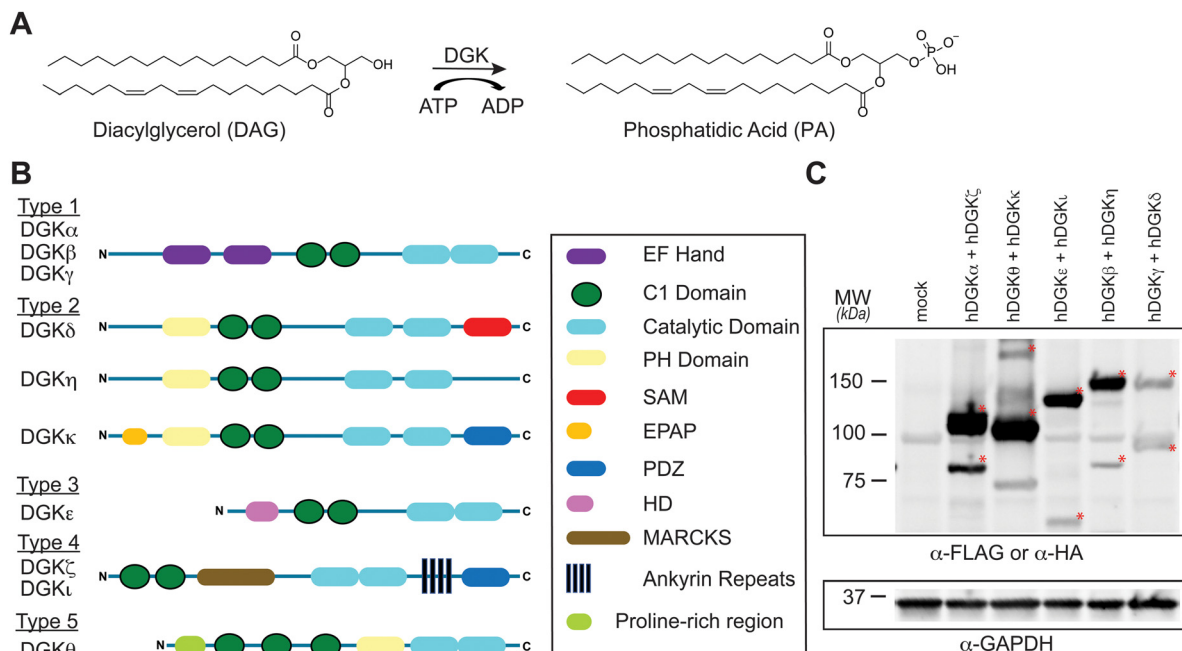 A
O
O
OH
O
O
Diacylglycerol (DAG)
DGK
ATP ADP
O
O
O
O
O
P
O⁻
OH
O
Phosphatidic Acid (PA)
B
Type 1
DGKα
DGKβ
DGKγ
N C
Type 2
DGKδ
N C
DGKη
N C
DGKκ
N C
Type 3
DGKε
N C
Type 4
DGKζ
DGKι
N C
Type 5
DGKθ
N C
EF Hand
C1 Domain
Catalytic Domain
PH Domain
SAM
EPAP
PDZ
HD
MARCKS
Ankyrin Repeats
Proline-rich region
C
MW
(kDa)
mock
hDGKα + hDGKζ
hDGKθ + hDGKκ
hDGKε + hDGKι
hDGKβ + hDGKη
hDGKγ + hDGKδ
150
100
75
* * * * * * * * * *
α-FLAG or α-HA
37
α-GAPDH